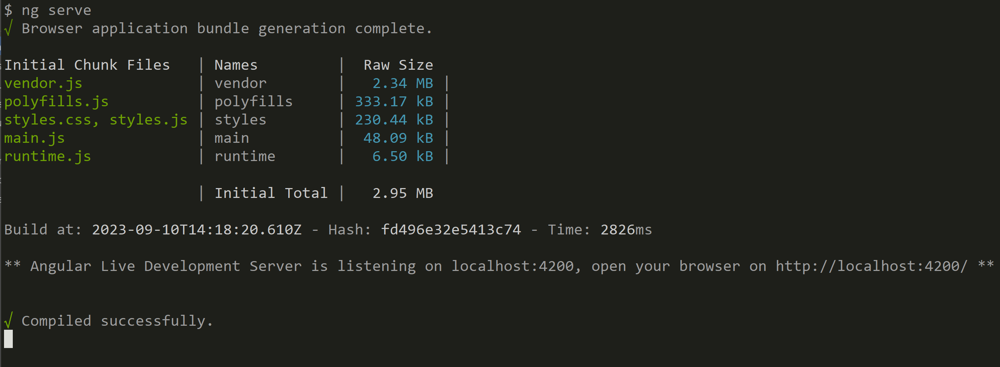 $ ng serve
√ Browser application bundle generation complete.
Initial Chunk Files | Names | Raw Size
vendor.js | vendor | 2.34 MB |
polyfills.js | polyfills | 333.17 kB |
styles.css, styles.js | styles | 230.44 kB |
main.js | main | 48.09 kB |
runtime.js | runtime | 6.50 kB |
| Initial Total | 2.95 MB
Build at: 2023-09-10T14:18:20.610Z - Hash: fd496e32e5413c74 - Time: 2826ms
** Angular Live Development Server is listening on localhost:4200, open your browser on http://localhost:4200/ **
√ Compiled successfully.